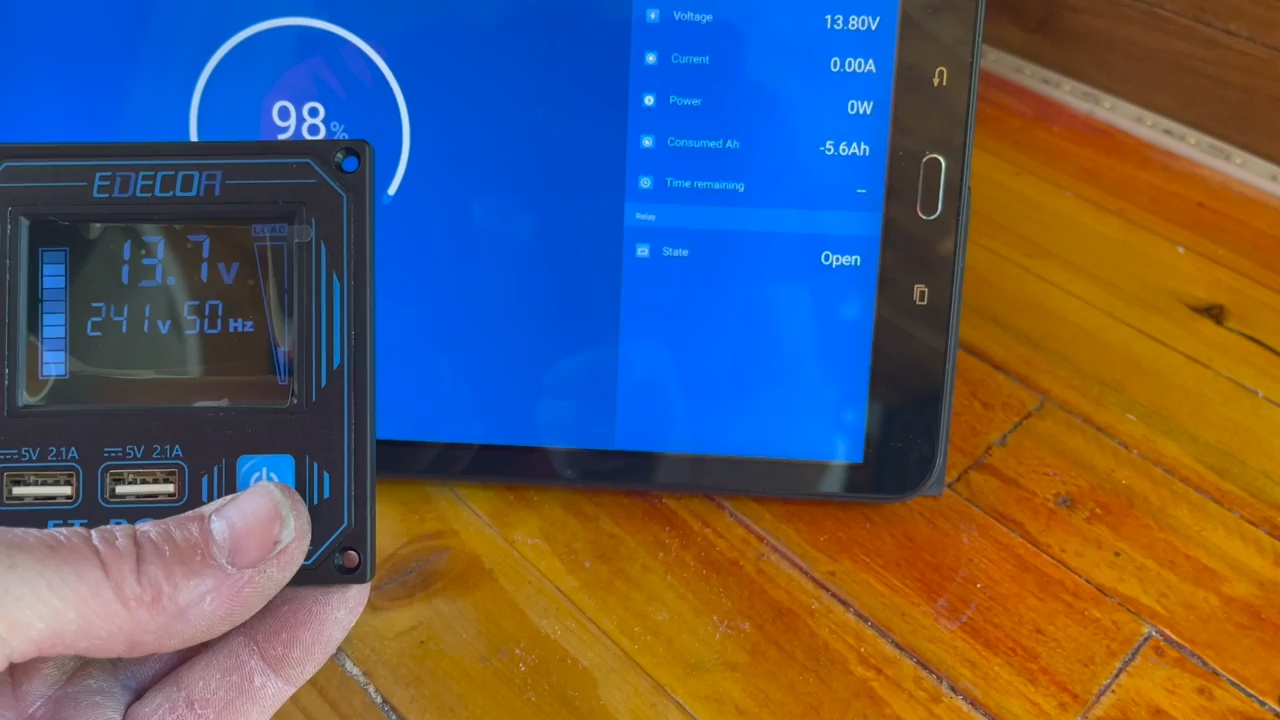 Voltage 13.80V
Current 0.00A
Power 0W
Consumed Ah -5.6Ah
Time remaining --
Relay
State Open
98%
EDECOA
LOAD
13.7v
241v 50Hz
5V 2.1A 5V 2.1A